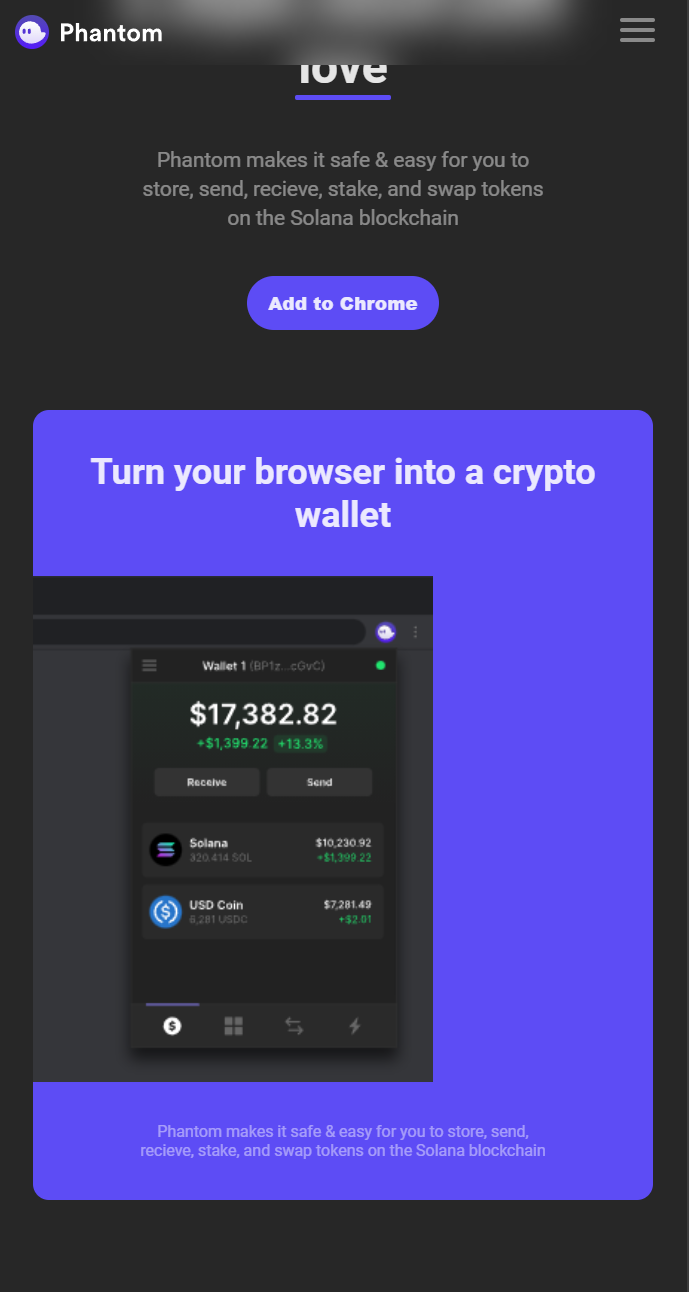 Phantom
love
Phantom makes it safe & easy for you to
store, send, recieve, stake, and swap tokens
on the Solana blockchain
Add to Chrome
Turn your browser into a crypto
wallet
Wallet 1 (BP1z...cGvC)
$17,382.82
+$1,399.22 +13.3%
Receive Send
Solana $10,230.92
320.414 SOL +$1,399.22
USD Coin $7,281.49
6,281 USDC +$2.01
Phantom makes it safe & easy for you to store, send,
recieve, stake, and swap tokens on the Solana blockchain